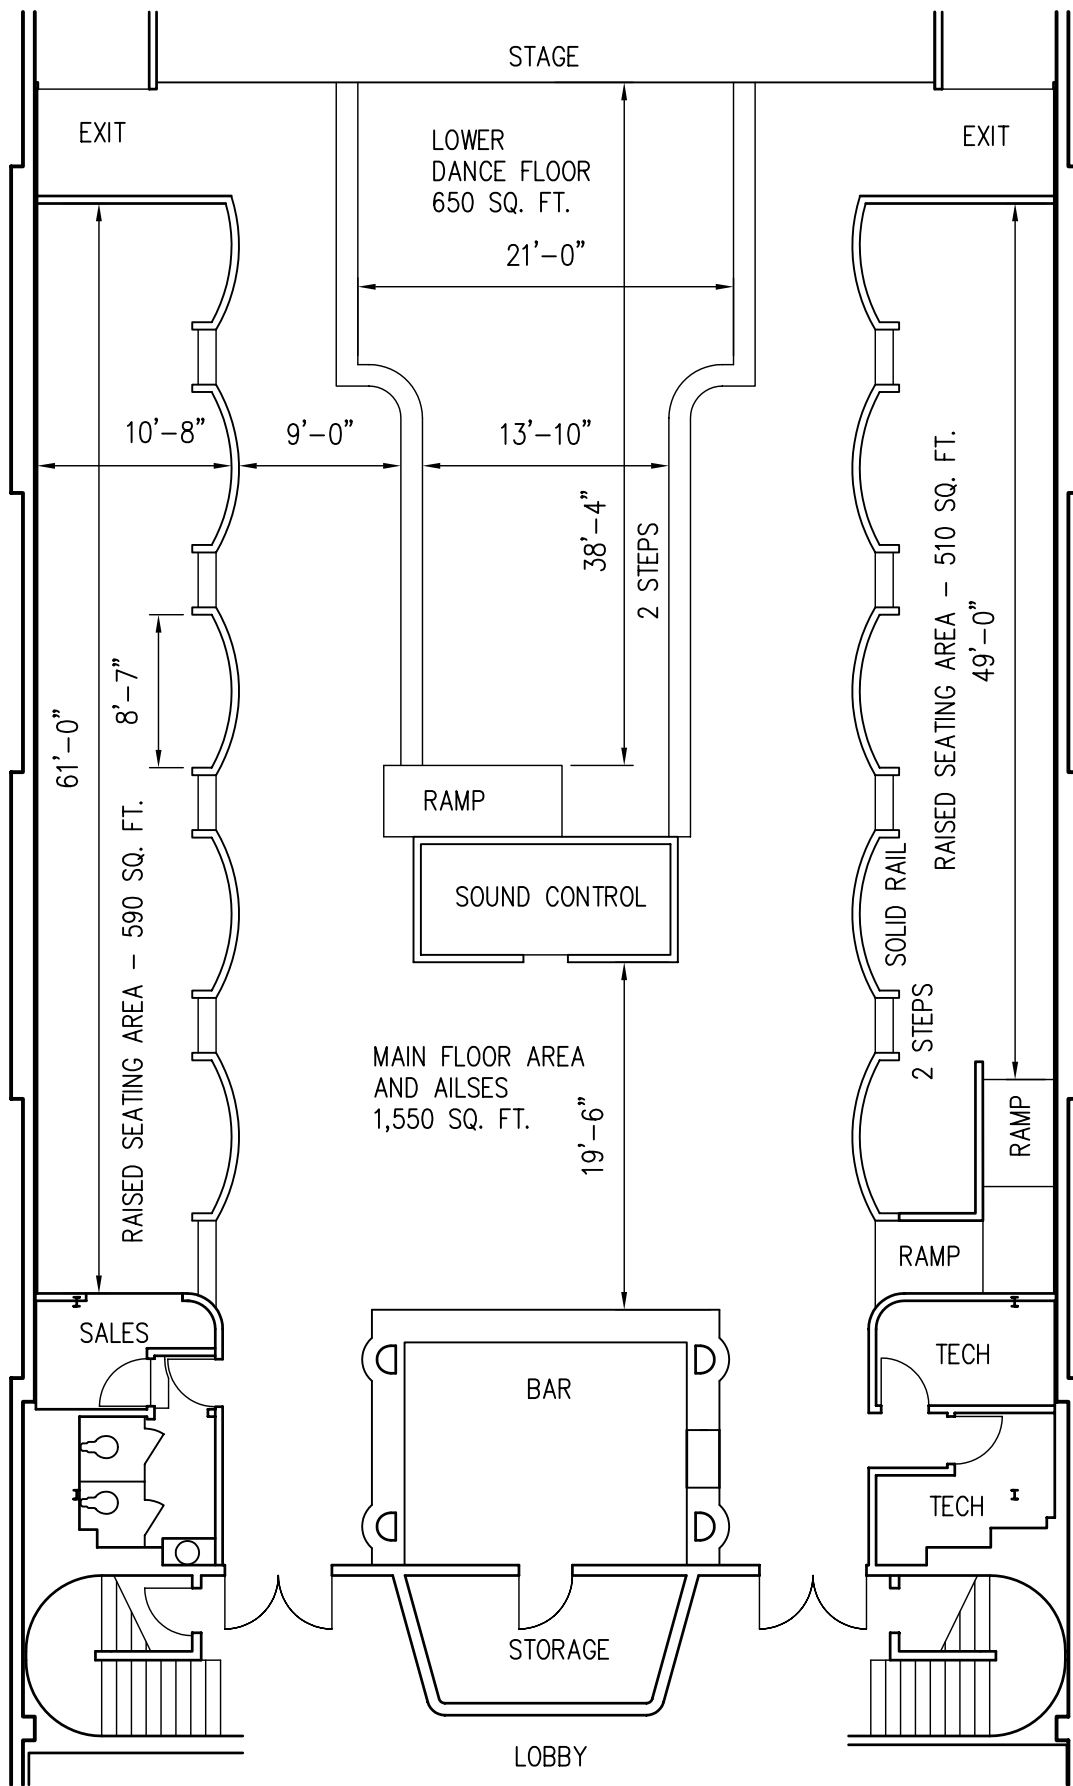 STAGE
EXIT
LOWER
DANCE FLOOR
650 SQ. FT.
EXIT
21'-0"
10'-8"
9'-0"
13'-10"
38'-4"
2 STEPS
RAISED SEATING AREA - 510 SQ. FT.
49'-0"
8'-7"
61'-0"
RAMP
RAISED SEATING AREA - 590 SQ. FT.
SOUND CONTROL
SOLID RAIL
2 STEPS
MAIN FLOOR AREA
AND AILSES
1,550 SQ. FT.
19'-6"
RAMP
RAMP
SALES
TECH
BAR
TECH
STORAGE
LOBBY